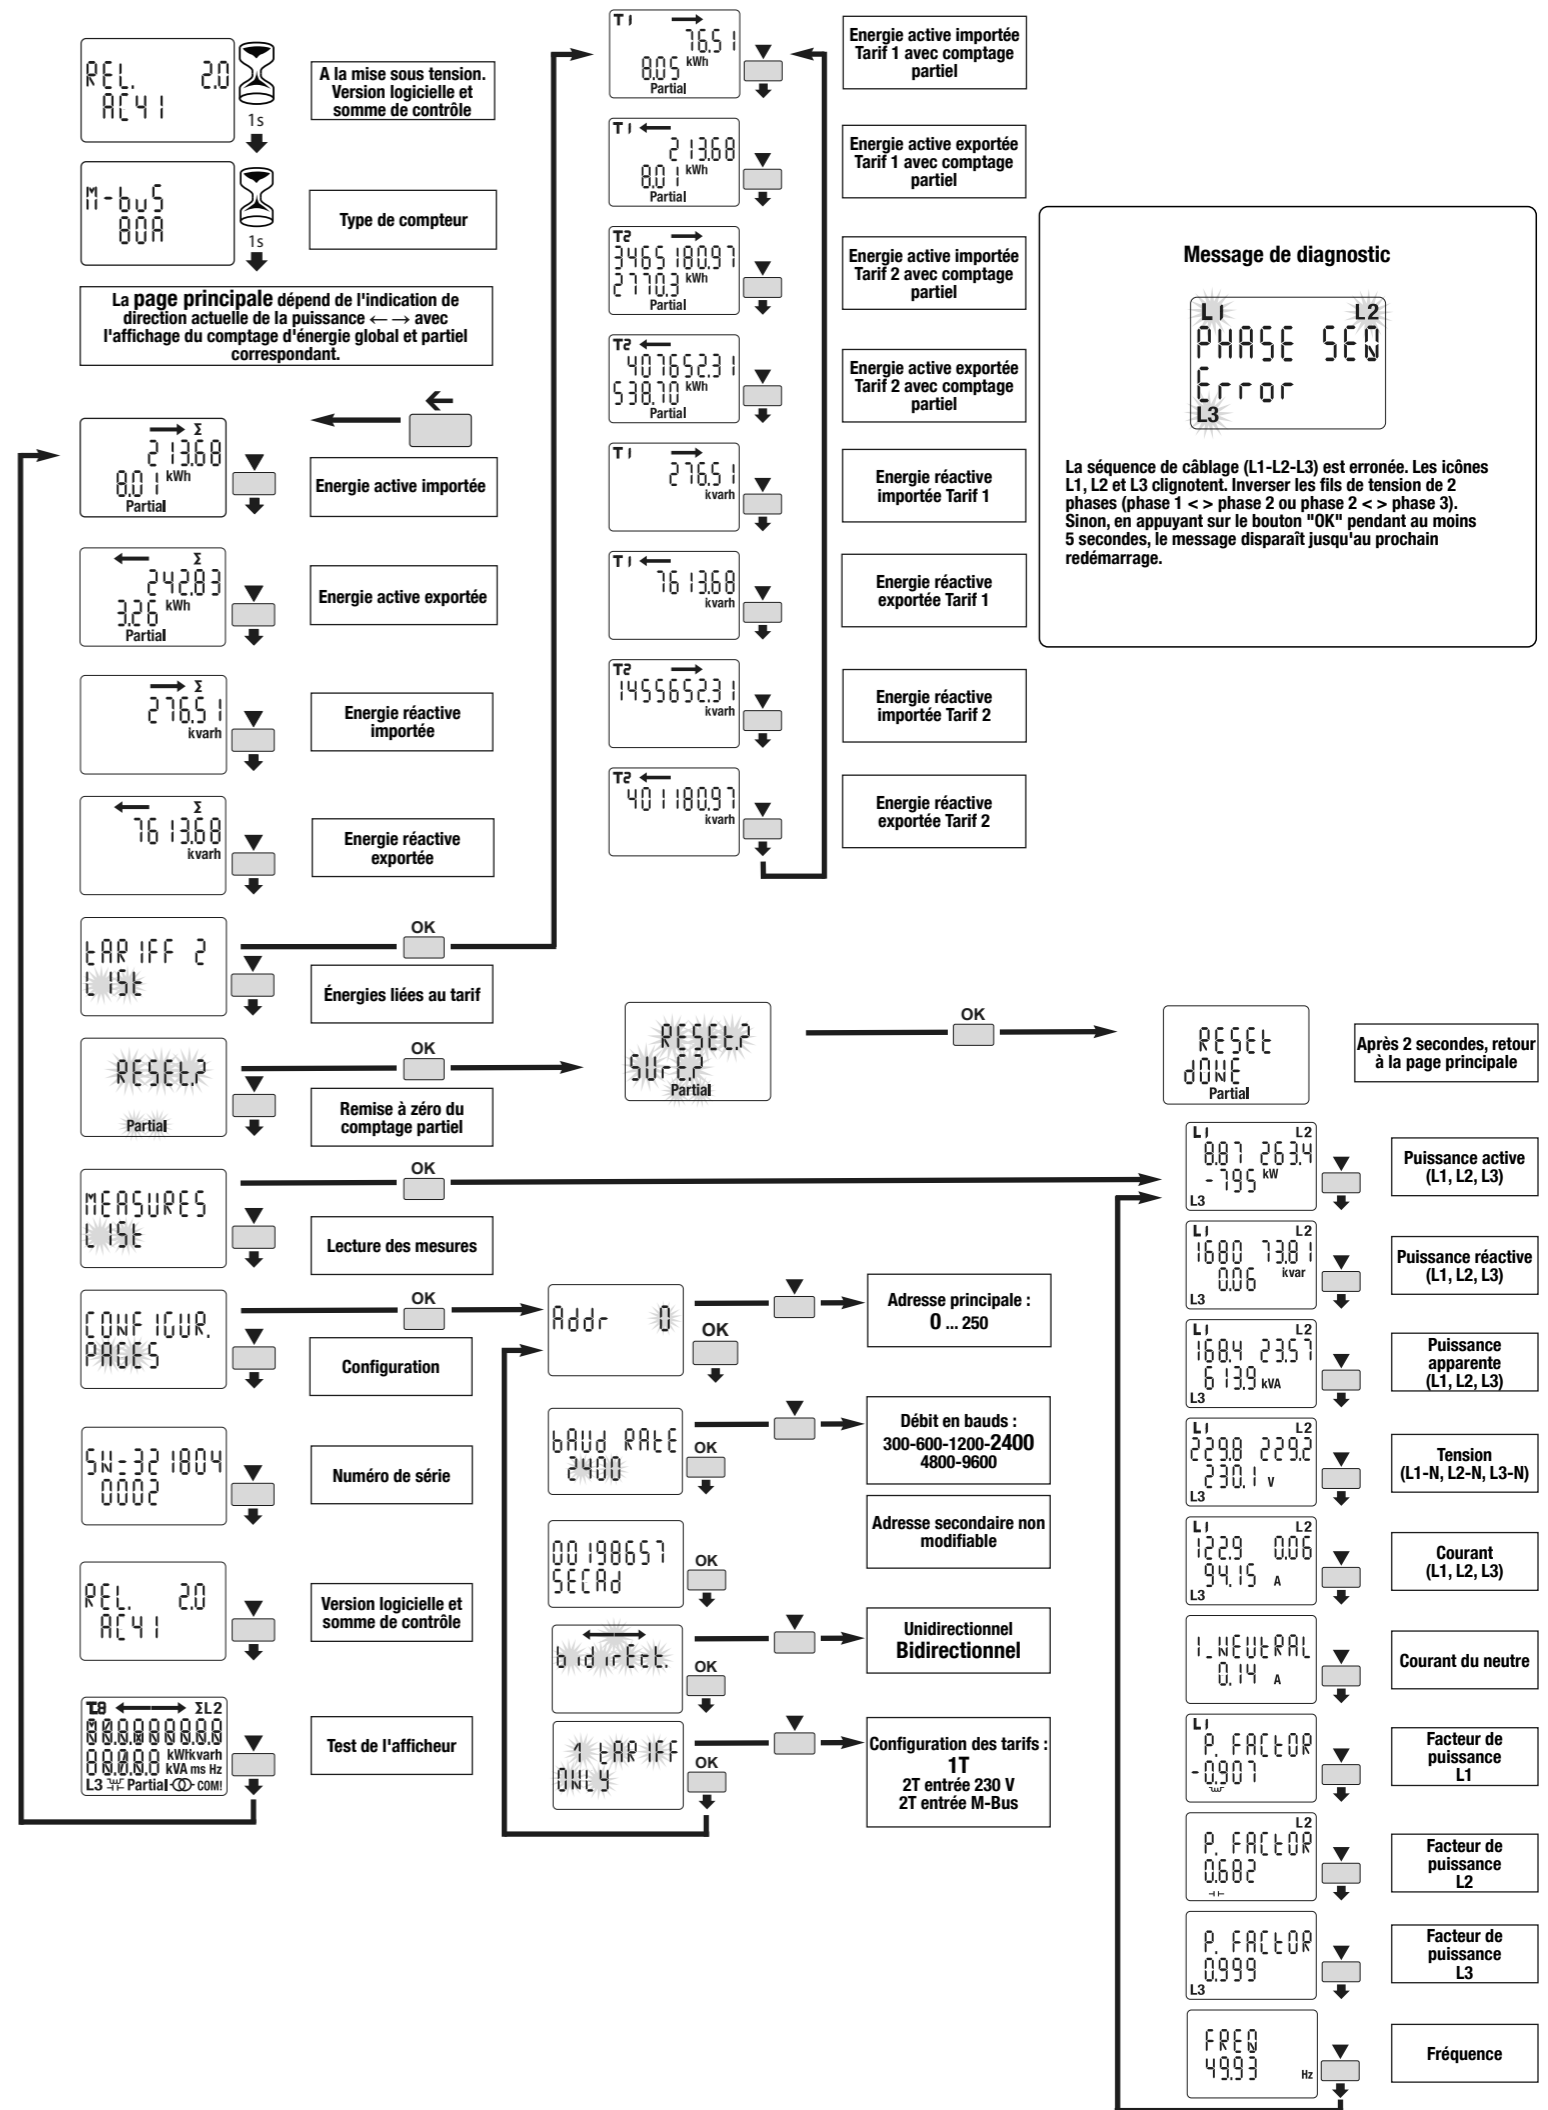 REL. 2.0
AC41
1s
A la mise sous tension.
Version logicielle et
somme de contrôle
M-buS
80A
1s
Type de compteur
La page principale dépend de l'indication de
direction actuelle de la puissance ←→ avec
l'affichage du comptage d'énergie global et partiel
correspondant.
→ Σ
213.68
8.01 kWh
Partial
Energie active importée
← Σ
242.83
3.26 kWh
Partial
Energie active exportée
→ Σ
276.51
kvarh
Energie réactive
importée
← Σ
7613.68
kvarh
Energie réactive
exportée
tARIFF 2
LISt
OK
Énergies liées au tarif
RESEt.?
Partial
OK
Remise à zéro du
comptage partiel
RESEt.?
SUrE.?
Partial
OK
RESEt
dONE
Partial
Après 2 secondes, retour
à la page principale
MEASURES
LISt
OK
Lecture des mesures
CONFIGUR.
PAGES
OK
Configuration
SN-321804
0002
Numéro de série
REL. 2.0
AC41
Version logicielle et
somme de contrôle
ΣL2
kWhkvarh
kVA ms Hz
L3 Partial COM!
Test de l'afficheur
T1 →
76.51
8.05 kWh
Partial
Energie active importée
Tarif 1 avec comptage
partiel
T1 ←
213.68
8.01 kWh
Partial
Energie active exportée
Tarif 1 avec comptage
partiel
T2 →
3465180.97
2770.3 kWh
Partial
Energie active importée
Tarif 2 avec comptage
partiel
T2 ←
407652.31
538.70 kWh
Partial
Energie active exportée
Tarif 2 avec comptage
partiel
T1 →
276.51
kvarh
Energie réactive
importée Tarif 1
T1 ←
7613.68
kvarh
Energie réactive
exportée Tarif 1
T2 →
1455652.31
kvarh
Energie réactive
importée Tarif 2
T2 ←
401180.97
kvarh
Energie réactive
exportée Tarif 2
Message de diagnostic
L1 L2
PHASE SEQ
Error
L3
La séquence de câblage (L1-L2-L3) est erronée. Les icônes
L1, L2 et L3 clignotent. Inverser les fils de tension de 2
phases (phase 1 < > phase 2 ou phase 2 < > phase 3).
Sinon, en appuyant sur le bouton "OK" pendant au moins
5 secondes, le message disparaît jusqu'au prochain
redémarrage.
Addr 0
OK
Adresse principale :
0 ... 250
bAUd RAtE
2400
OK
Débit en bauds :
300-600-1200-2400
4800-9600
00198657
SECAd
OK
Adresse secondaire non
modifiable
bidirEct.
OK
Unidirectionnel
Bidirectionnel
1 tARIFF
ONLY
OK
Configuration des tarifs :
1T
2T entrée 230 V
2T entrée M-Bus
L1 L2
8.87 263.4
-795 kW
L3
Puissance active
(L1, L2, L3)
L1 L2
1680 73.81
0.06 kvar
L3
Puissance réactive
(L1, L2, L3)
L1 L2
168.4 23.57
613.9 kVA
L3
Puissance
apparente
(L1, L2, L3)
L1 L2
229.8 229.2
230.1 V
L3
Tension
(L1-N, L2-N, L3-N)
L1 L2
122.9 0.06
94.15 A
L3
Courant
(L1, L2, L3)
I_NEUtRAL
0.14 A
Courant du neutre
L1
P. FACtOR
-0.907
Facteur de
puissance
L1
L2
P. FACtOR
0.682
Facteur de
puissance
L2
P. FACtOR
0.999
L3
Facteur de
puissance
L3
FREQ
49.93 Hz
Fréquence